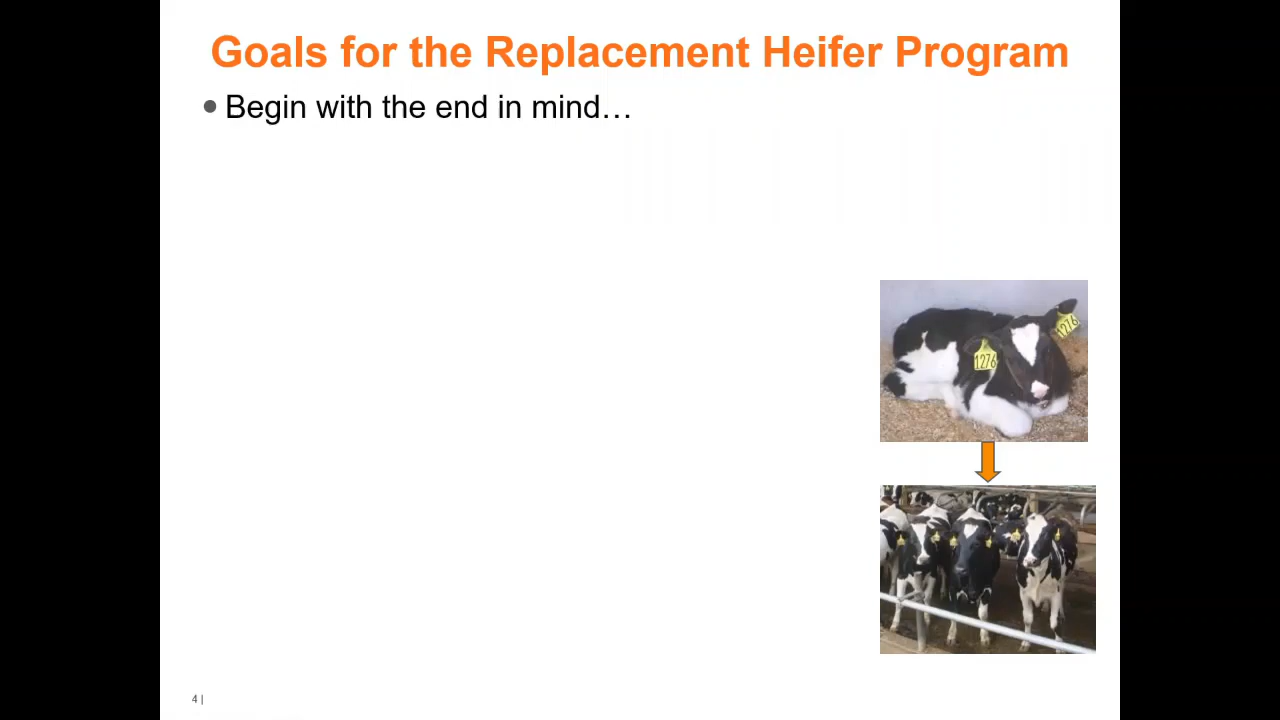 Goals for the Replacement Heifer Program
● Begin with the end in mind…
1276
1276
4 |